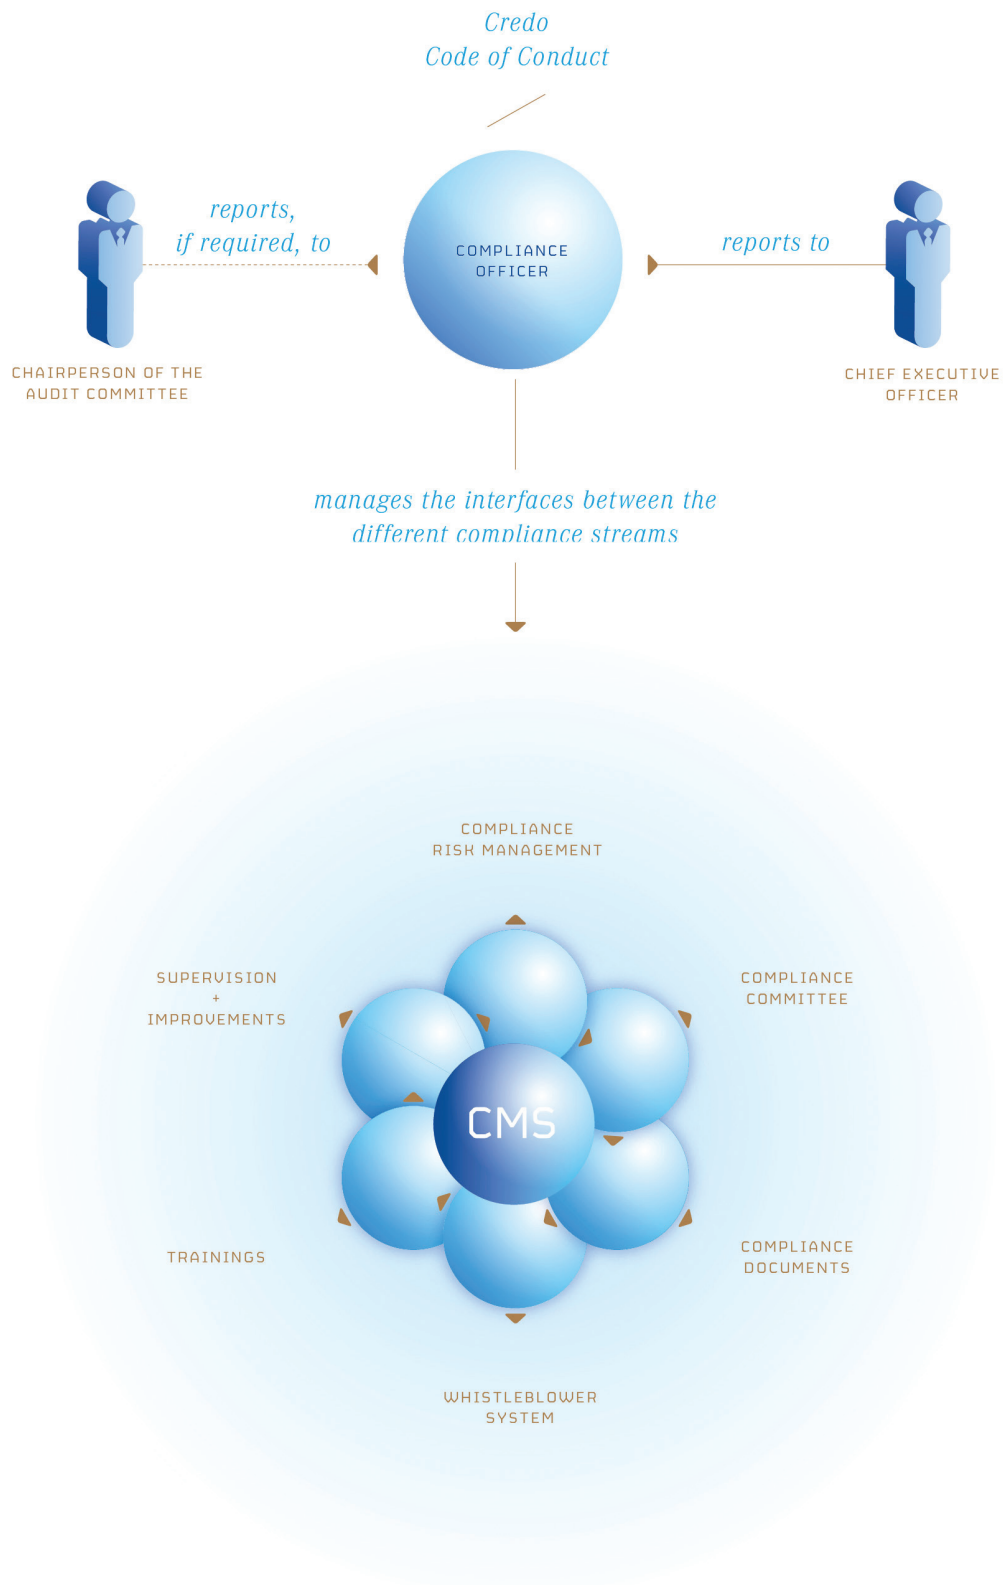 Credo
Code of Conduct
reports,
if required, to
COMPLIANCE
OFFICER
reports to
CHAIRPERSON OF THE
AUDIT COMMITTEE
CHIEF EXECUTIVE
OFFICER
manages the interfaces between the
different compliance streams
COMPLIANCE
RISK MANAGEMENT
SUPERVISION
+
IMPROVEMENTS
COMPLIANCE
COMMITTEE
CMS
TRAININGS
COMPLIANCE
DOCUMENTS
WHISTLEBLOWER
SYSTEM